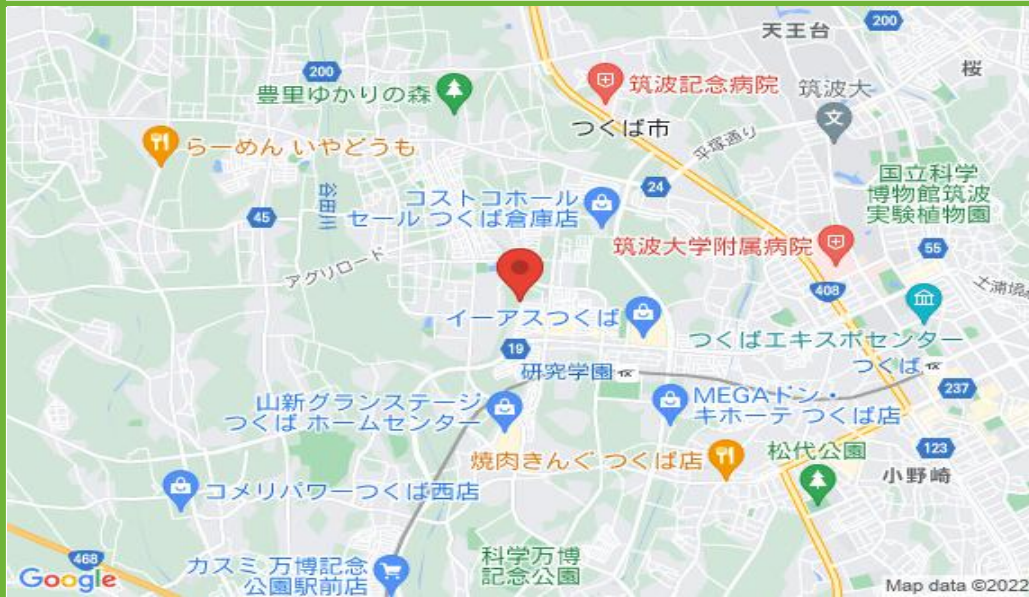 天王台
200
桜
200
筑波記念病院
筑波大
豊里ゆかりの森
つくば市
平塚通り
らーめん いやどうも
国立科学
博物館筑波
実験植物園
24
コストコホール
セール つくば倉庫店
谷田川
45
筑波大学附属病院
55
アグリロード
408
イーアスつくば
つくばエキスポセンター
19
研究学園
つくば
237
山新グランステージ
つくば ホームセンター
MEGAドン・
キホーテ つくば店
123
松代公園
焼肉きんぐ つくば店
小野崎
コメリパワーつくば西店
468
カスミ 万博記念
公園駅前店
科学万博
記念公園
Google
Map data ©2022